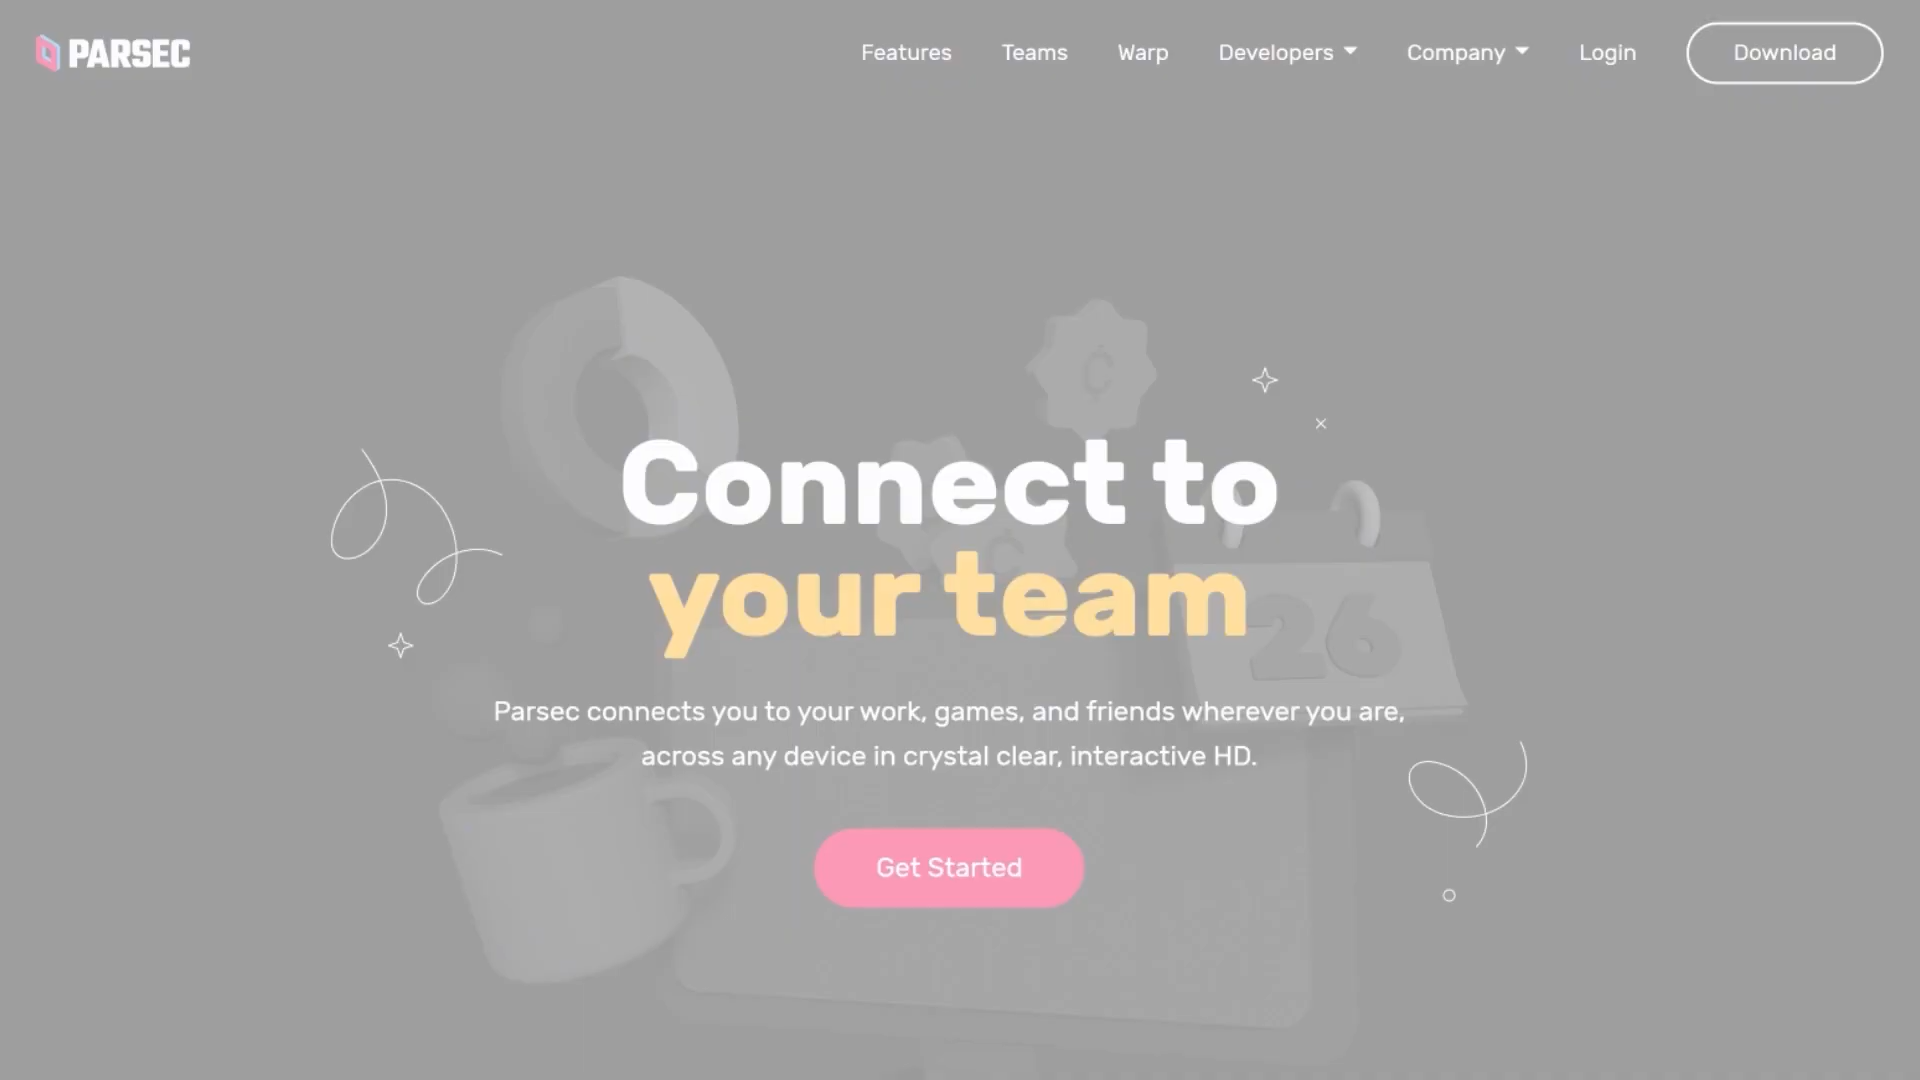 PARSEC
Features
Teams
Warp
Developers
Company
Login
Download
C
C
Connect to
your team
26
Parsec connects you to your work, games, and friends wherever you are,
across any device in crystal clear, interactive HD.
Get Started